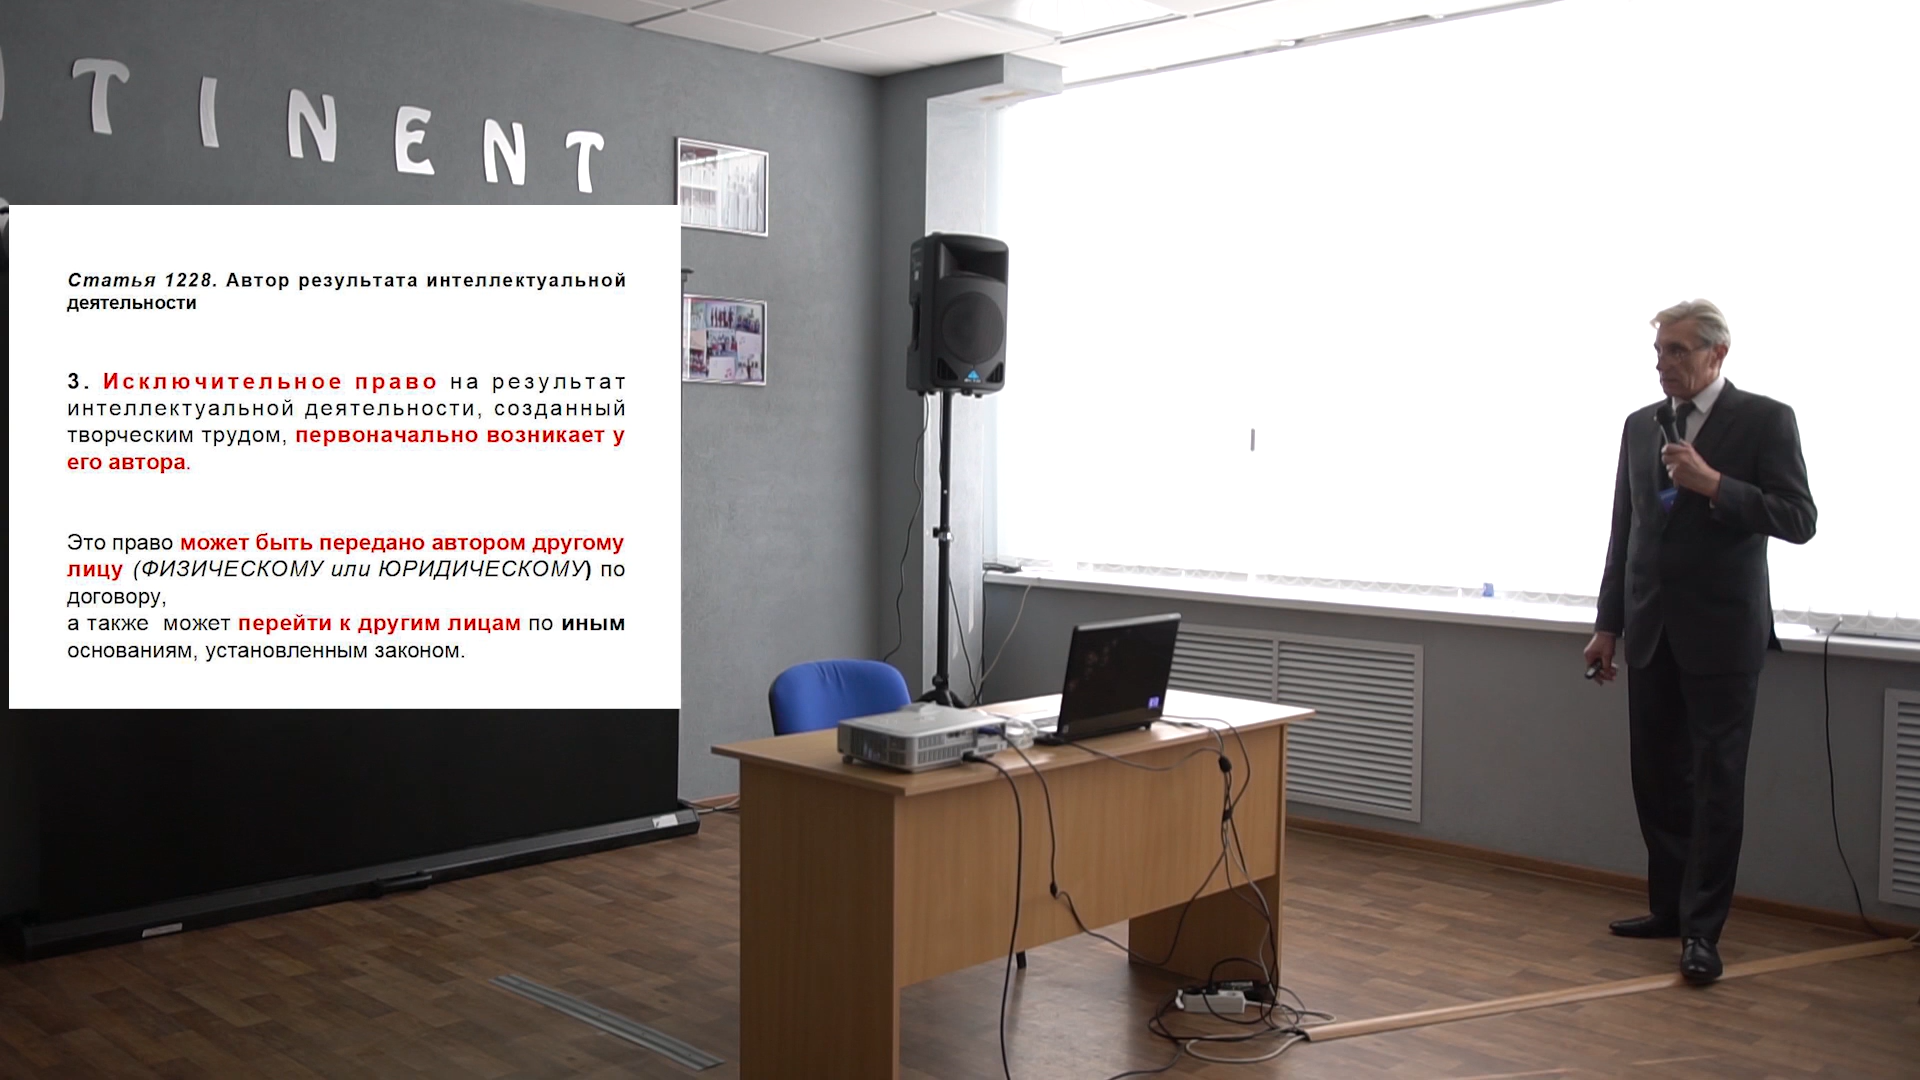 TINENT
Статья 1228. Автор результата интеллектуальной
деятельности
3. Исключительное право на результат
интеллектуальной деятельности, созданный
творческим трудом, первоначально возникает у
его автора.
Это право может быть передано автором другому
лицу (ФИЗИЧЕСКОМУ или ЮРИДИЧЕСКОМУ) по
договору,
а также может перейти к другим лицам по иным
основаниям, установленным законом.